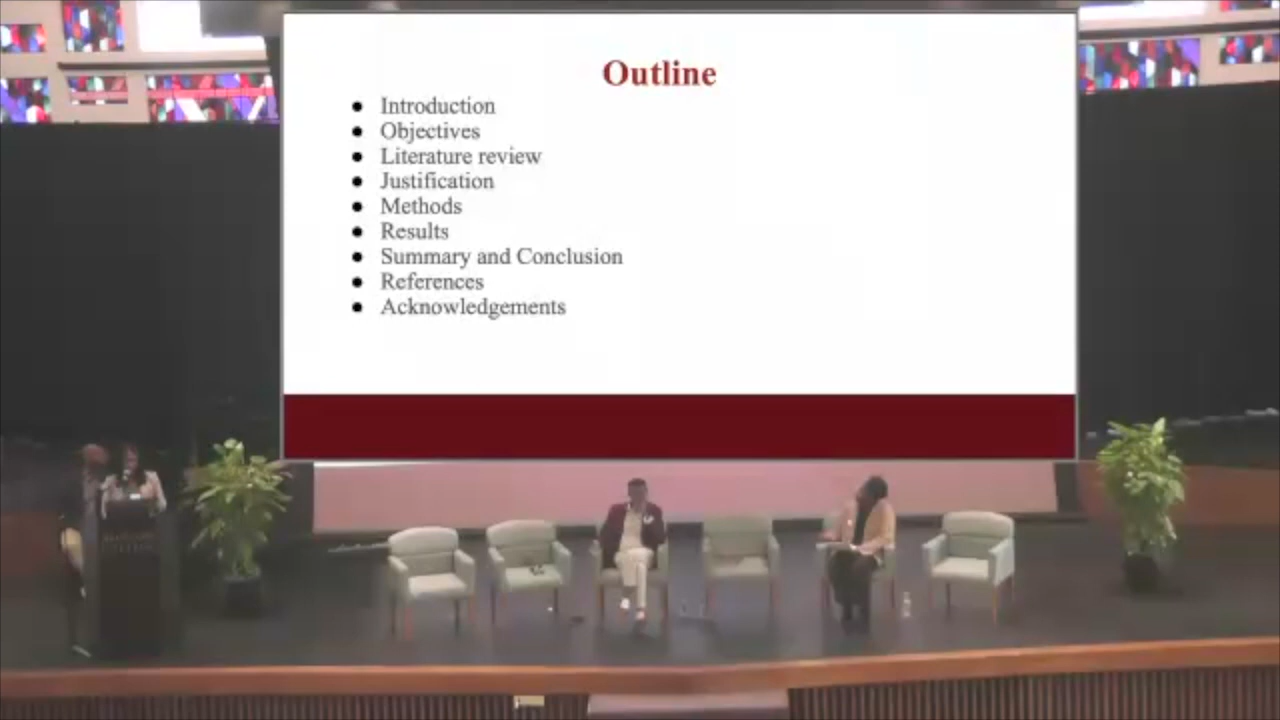 Outline
● Introduction
● Objectives
● Literature review
● Justification
● Methods
● Results
● Summary and Conclusion
● References
● Acknowledgements